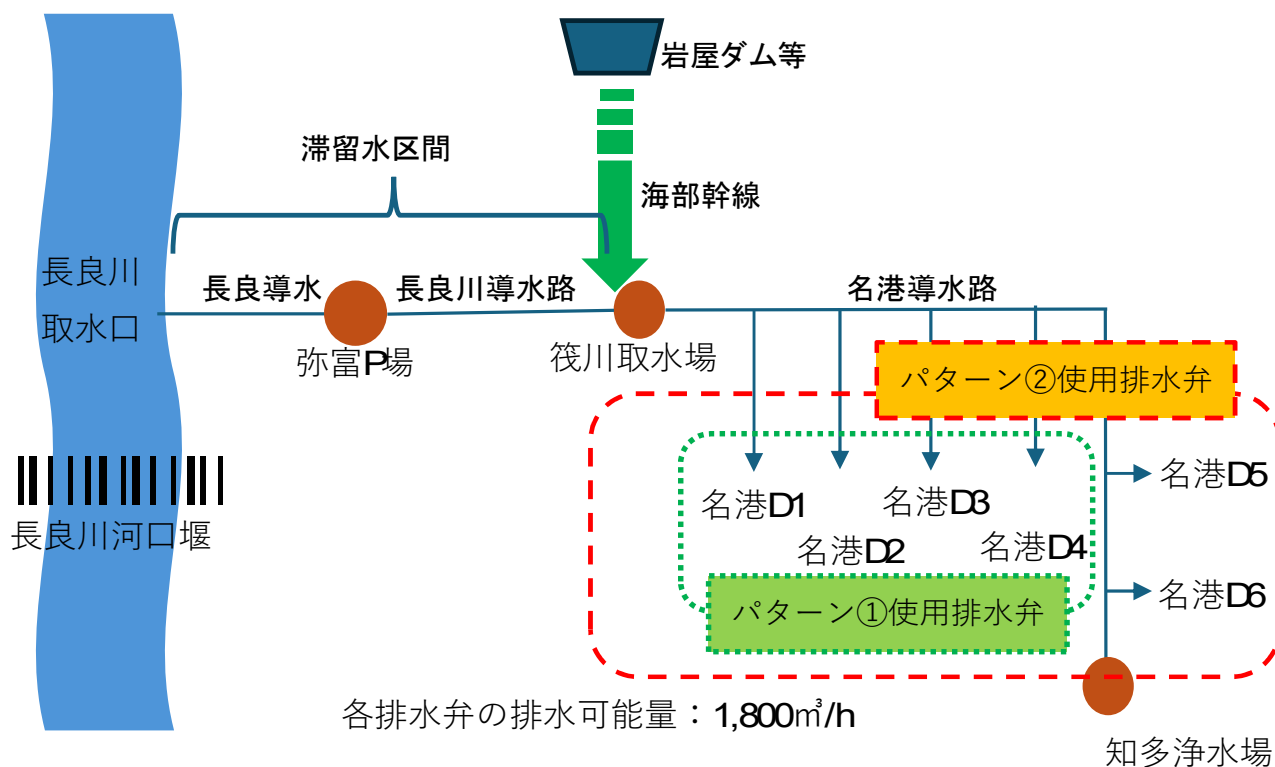 岩屋ダム等
滞留水区間
海部幹線
長良川
取水口
長良導水
長良川導水路
名港導水路
弥富P場
筏川取水場
パターン②使用排水弁
名港D5
名港D1
名港D3
長良川河口堰
名港D2
名港D4
名港D6
パターン①使用排水弁
各排水弁の排水可能量：1,800㎥/h
知多浄水場